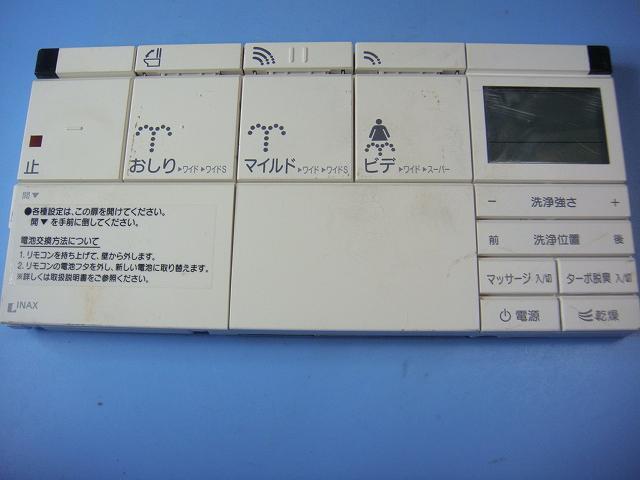 止
おしり ▶ワイド ▶ワイドS
マイルド ▶ワイド ▶ワイドS
ビデ ▶ワイド ▶スーパー
開▼
●各種設定は、この扉を開けてください。
開▼を手前に倒してください。
電池交換方法について
1. リモコンを持ち上げて、壁から外します。
2. リモコンの電池フタを外し、新しい電池に取り替えます。
※詳しくは取扱説明書をご参照ください。
INAX
− 洗浄強さ +
前 洗浄位置 後
マッサージ 入/切
ターボ脱臭 入/切
電源
乾燥